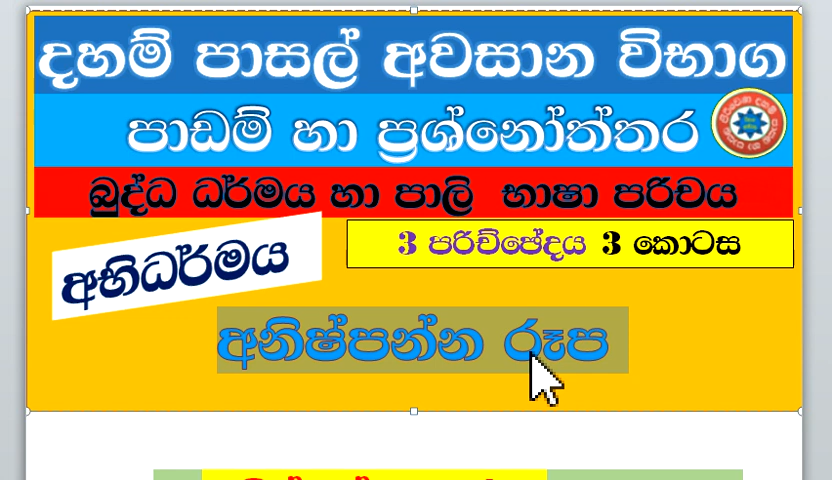 දහම් පාසල් අවසාන විභාග
පාඩම් හා ප්‍රශ්නෝත්තර
බුද්ධ ධර්මය හා පාලි භාෂා පරිචය
3 පරිච්ඡේදය 3 කොටස
අභිධර්මය
අනිෂ්පන්න රූප